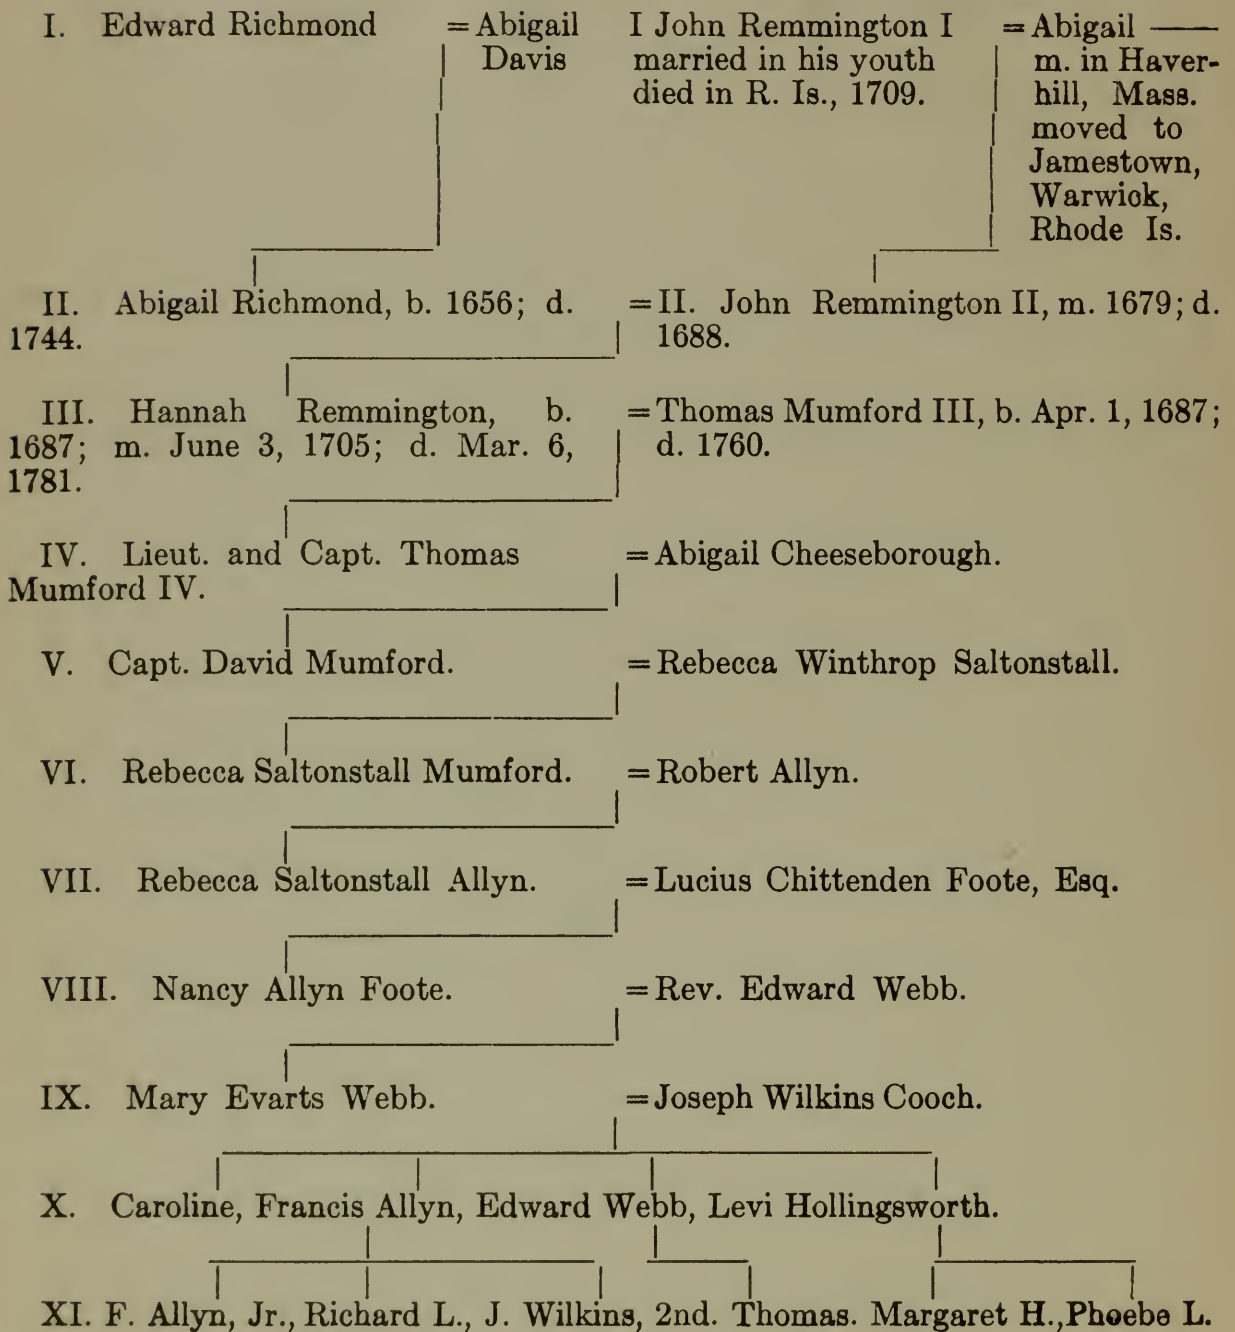 I. Edward Richmond = Abigail Davis
I John Remmington I married in his youth died in R. Is., 1709.
= Abigail —— m. in Haver-
hill, Mass. moved to Jamestown, Warwick, Rhode Is.
II. Abigail Richmond, b. 1656; d.
1744.
= II. John Remmington II, m. 1679; d.
1688.
III. Hannah Remmington, b.
1687; m. June 3, 1705; d. Mar. 6,
1781.
= Thomas Mumford III, b. Apr. 1, 1687;
d. 1760.
IV. Lieut. and Capt. Thomas
Mumford IV.
= Abigail Cheeseborough.
V. Capt. David Mumford. = Rebecca Winthrop Saltonstall.
VI. Rebecca Saltonstall Mumford. = Robert Allyn.
VII. Rebecca Saltonstall Allyn. = Lucius Chittenden Foote, Esq.
VIII. Nancy Allyn Foote. = Rev. Edward Webb.
IX. Mary Evarts Webb. = Joseph Wilkins Cooch.
X. Caroline, Francis Allyn, Edward Webb, Levi Hollingsworth.
XI. F. Allyn, Jr., Richard L., J. Wilkins, 2nd. Thomas. Margaret H., Phoebe L.